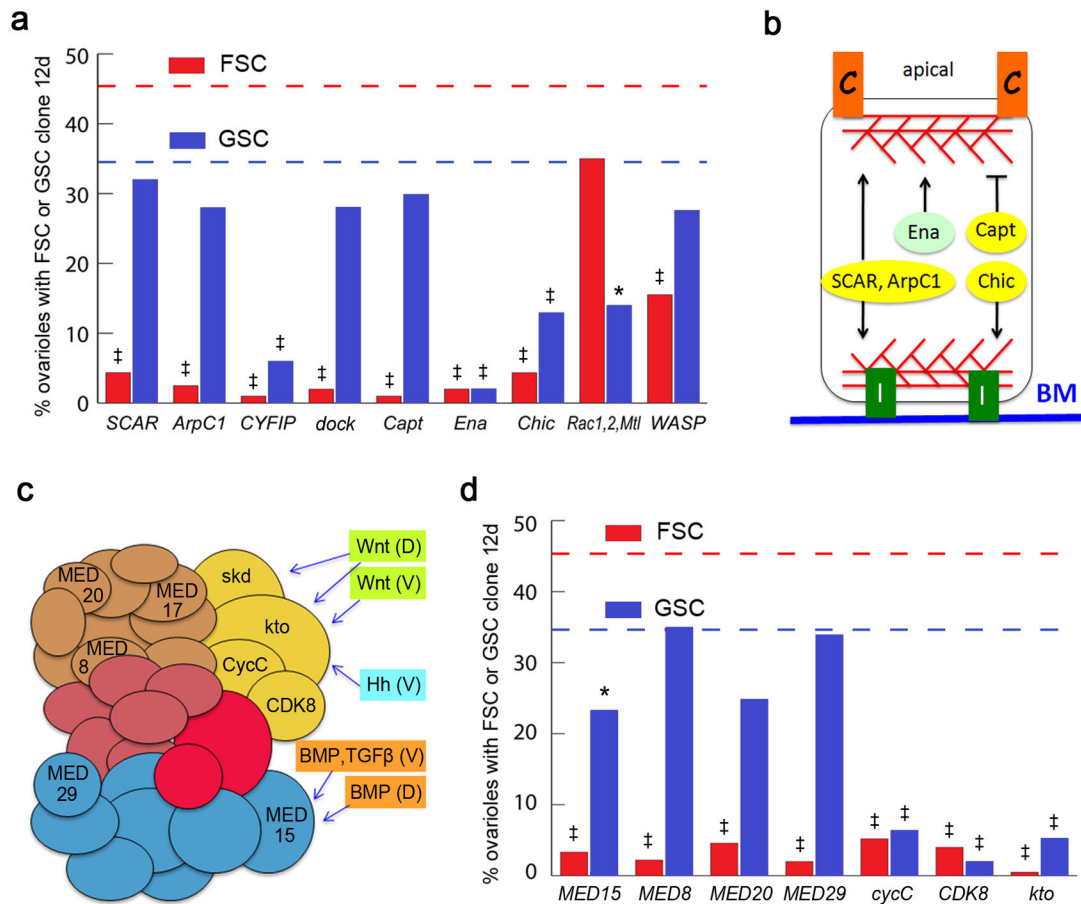 a
% ovarioles with FSC or GSC clone 12d
50
40
30
20
10
0
FSC
GSC
‡ ‡ ‡ ‡ ‡ ‡ ‡ ‡ ‡ ‡ * ‡
SCAR ArpC1 CYFIP dock Capt Ena Chic Rac1,2,Mtl WASP
b
C apical C
Ena Capt
SCAR, ArpC1 Chic
I I BM
c
MED
20
MED
17
MED
8
skd
kto
CycC
CDK8
MED
29
MED
15
Wnt (D)
Wnt (V)
Hh (V)
BMP,TGFβ (V)
BMP (D)
d
% ovarioles with FSC or GSC clone 12d
50
40
30
20
10
0
FSC
GSC
‡ * ‡ ‡ ‡ ‡ ‡ ‡ ‡ ‡ ‡
MED15 MED8 MED20 MED29 cycC CDK8 kto